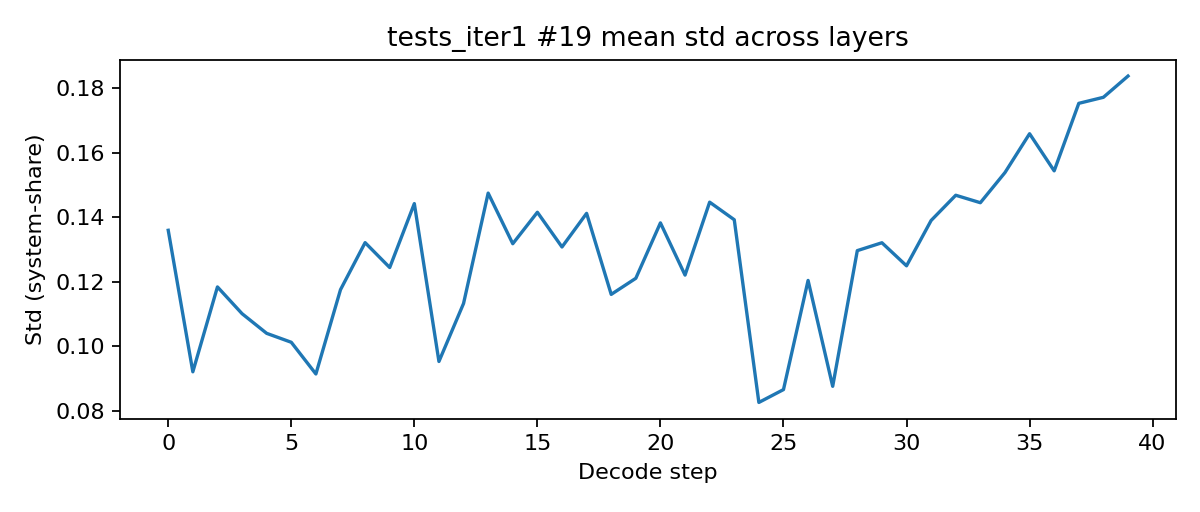 tests_iter1 #19 mean std across layers
Std (system-share)
0.18
0.16
0.14
0.12
0.10
0.08
0 5 10 15 20 25 30 35 40
Decode step